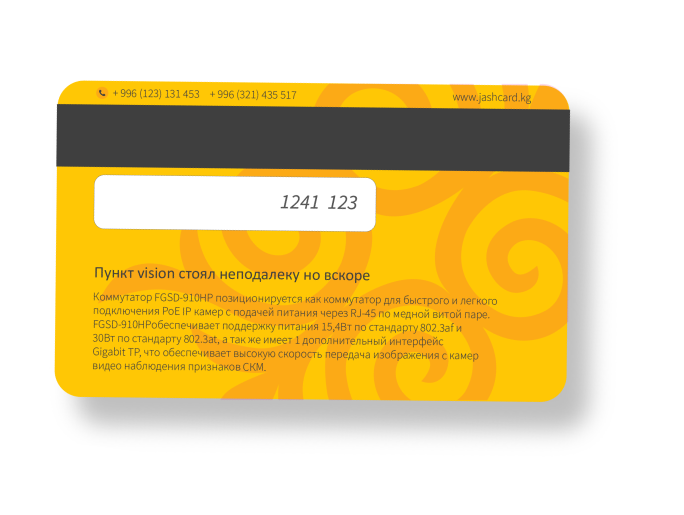 + 996 (123) 131 453 + 996 (321) 435 517 www.jashcard.kg
1241 123
Пункт vision стоял неподалеку но вскоре
Коммутатор FGSD-910HP позиционируется как коммутатор для быстрого и легкого
подключения PoE IP камер с подачей питания через RJ-45 по медной витой паре.
FGSD-910HPобеспечивает поддержку питания 15,4Вт по стандарту 802.3af и
30Вт по стандарту 802.3at, а так же имеет 1 дополнительный интерфейс
Gigabit TP, что обеспечивает высокую скорость передача изображения с камер
видео наблюдения признаков СКМ.